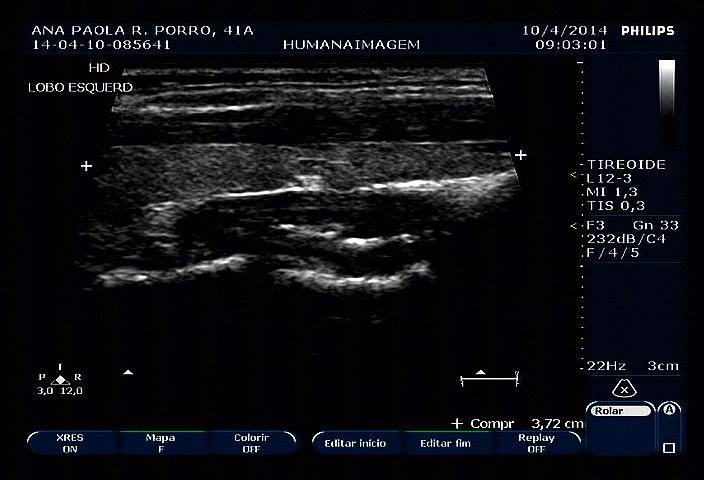 ANA PAOLA R. PORRO, 41A 10/4/2014 PHILIPS
14-04-10-085641 HUMANAIMAGEM 09:03:01
HD
LOBO ESQUERD
TIREOIDE
L12-3
MI 1,3
TIS 0,3
F3 Gn 33
232dB/C4
F/4/5
22Hz 3cm
P T R
3,0 12,0
+ Compr 3,72 cm
Rolar A
XRES ON
Mapa F
Colorir OFF
Editar início
Editar fim
Replay OFF